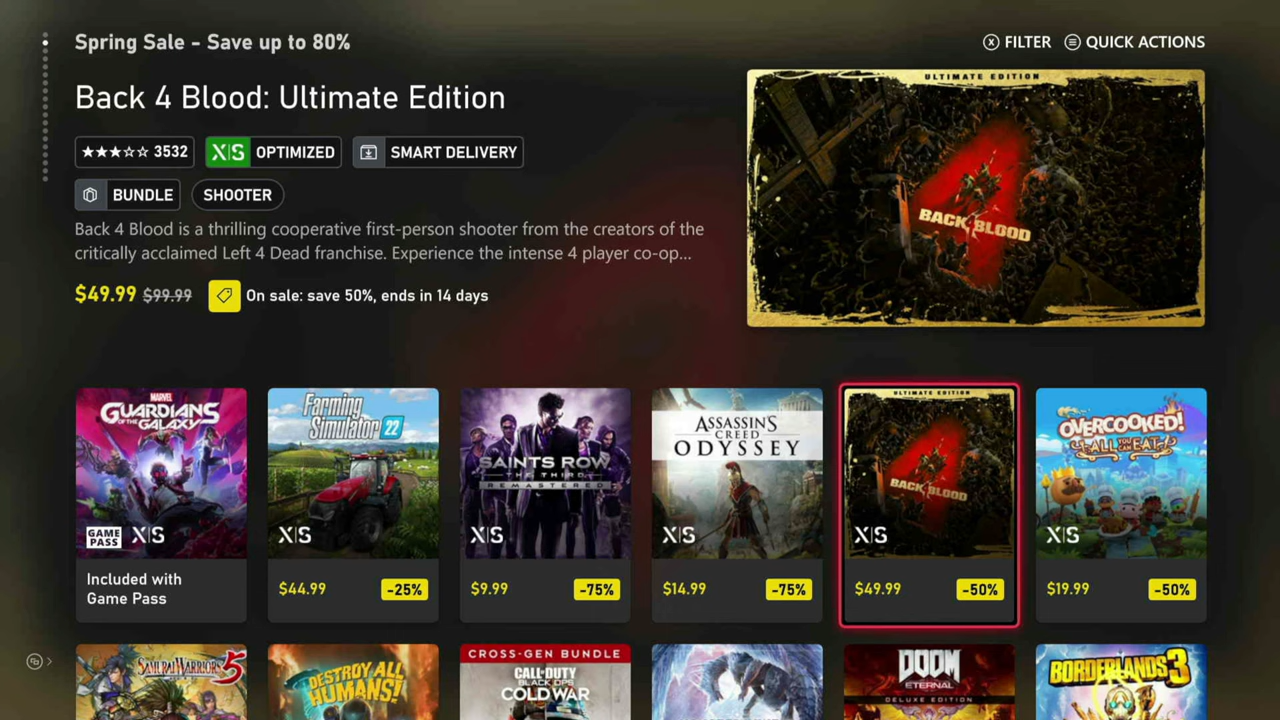 Spring Sale - Save up to 80%
X FILTER
QUICK ACTIONS
Back 4 Blood: Ultimate Edition
★★★☆☆ 3532
X|S OPTIMIZED
SMART DELIVERY
BUNDLE
SHOOTER
Back 4 Blood is a thrilling cooperative first-person shooter from the creators of the
critically acclaimed Left 4 Dead franchise. Experience the intense 4 player co-op...
$49.99 $99.99
On sale: save 50%, ends in 14 days
ULTIMATE EDITION
4
BACK BLOOD
MARVEL
GUARDIANS
OF THE GALAXY
GAME
PASS
X|S
Included with
Game Pass
Farming
Simulator 22
X|S
$44.99
-25%
SAINTS ROW
THE THIRD
REMASTERED
X|S
$9.99
-75%
ASSASSIN'S
CREED
ODYSSEY
X|S
$14.99
-75%
ULTIMATE EDITION
4
BACK BLOOD
X|S
$49.99
-50%
OVERCOOKED!
ALL YOU CAN EAT
X|S
$19.99
-50%
SAMURAI WARRIORS 5
DESTROY ALL
HUMANS!
CROSS-GEN BUNDLE
CALL OF DUTY
BLACK OPS
COLD WAR
DOOM
ETERNAL
DELUXE EDITION
BORDERLANDS 3